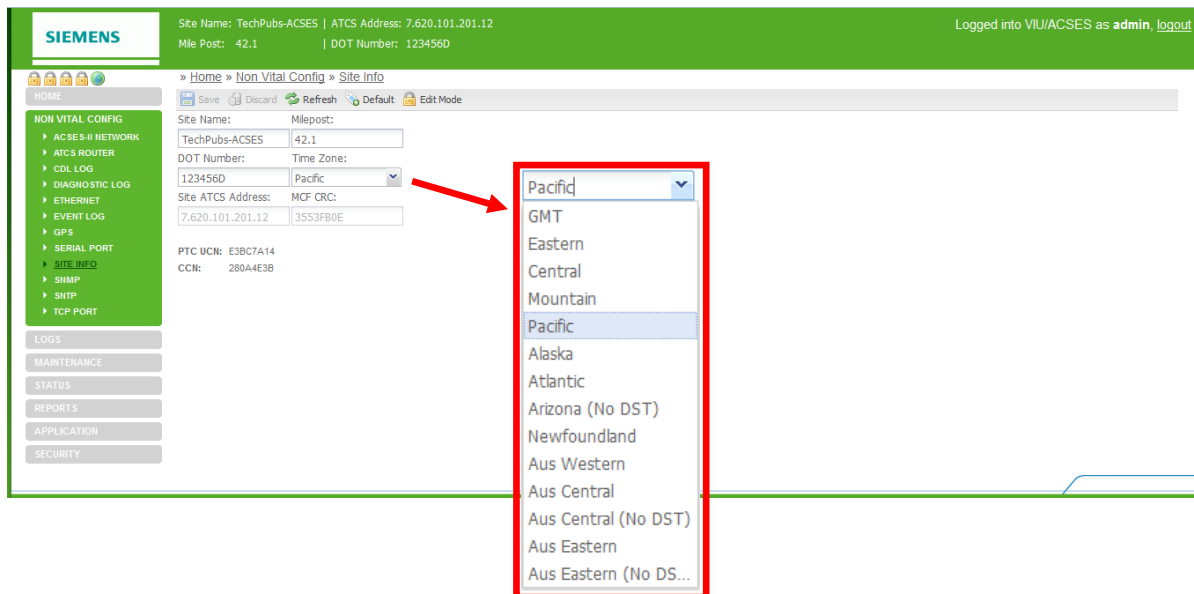 SIEMENS
Site Name: TechPubs-ACSES | ATCS Address: 7.620.101.201.12
Mile Post: 42.1 | DOT Number: 123456D
Logged into VIU/ACSES as admin, logout
» Home » Non Vital Config » Site Info
Save Discard Refresh Default Edit Mode
HOME
NON VITAL CONFIG
ACSES-II NETWORK
ATCS ROUTER
CDL LOG
DIAGNOSTIC LOG
ETHERNET
EVENT LOG
GPS
SERIAL PORT
SITE INFO
SNMP
SNTP
TCP PORT
LOGS
MAINTENANCE
STATUS
REPORTS
APPLICATION
SECURITY
Site Name: Milepost:
TechPubs-ACSES 42.1
DOT Number: Time Zone:
123456D Pacific
Site ATCS Address: MCF CRC:
7.620.101.201.12 3553FB0E
PTC UCN: E3BC7A14
CCN: 280A4E3B
Pacific
GMT
Eastern
Central
Mountain
Pacific
Alaska
Atlantic
Arizona (No DST)
Newfoundland
Aus Western
Aus Central
Aus Central (No DST)
Aus Eastern
Aus Eastern (No DS...